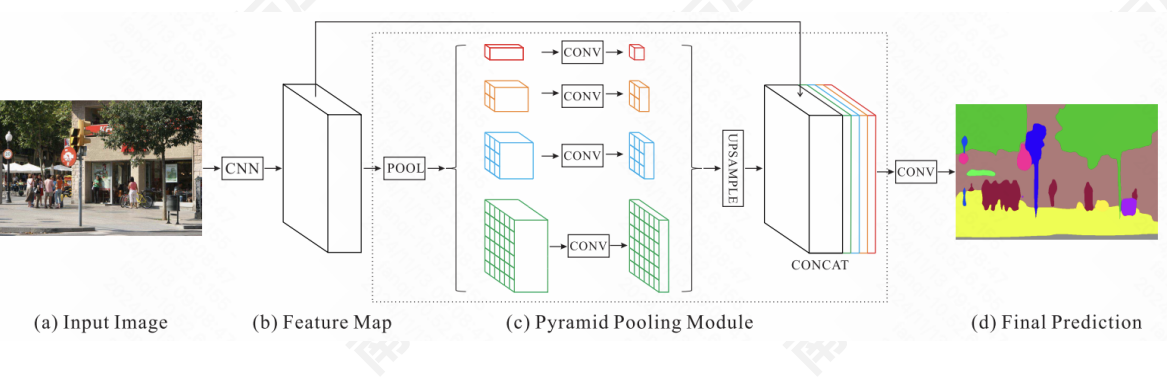 CNN
POOL
CONV
CONV
CONV
CONV
UPSAMPLE
CONCAT
CONV
(a) Input Image
(b) Feature Map
(c) Pyramid Pooling Module
(d) Final Prediction